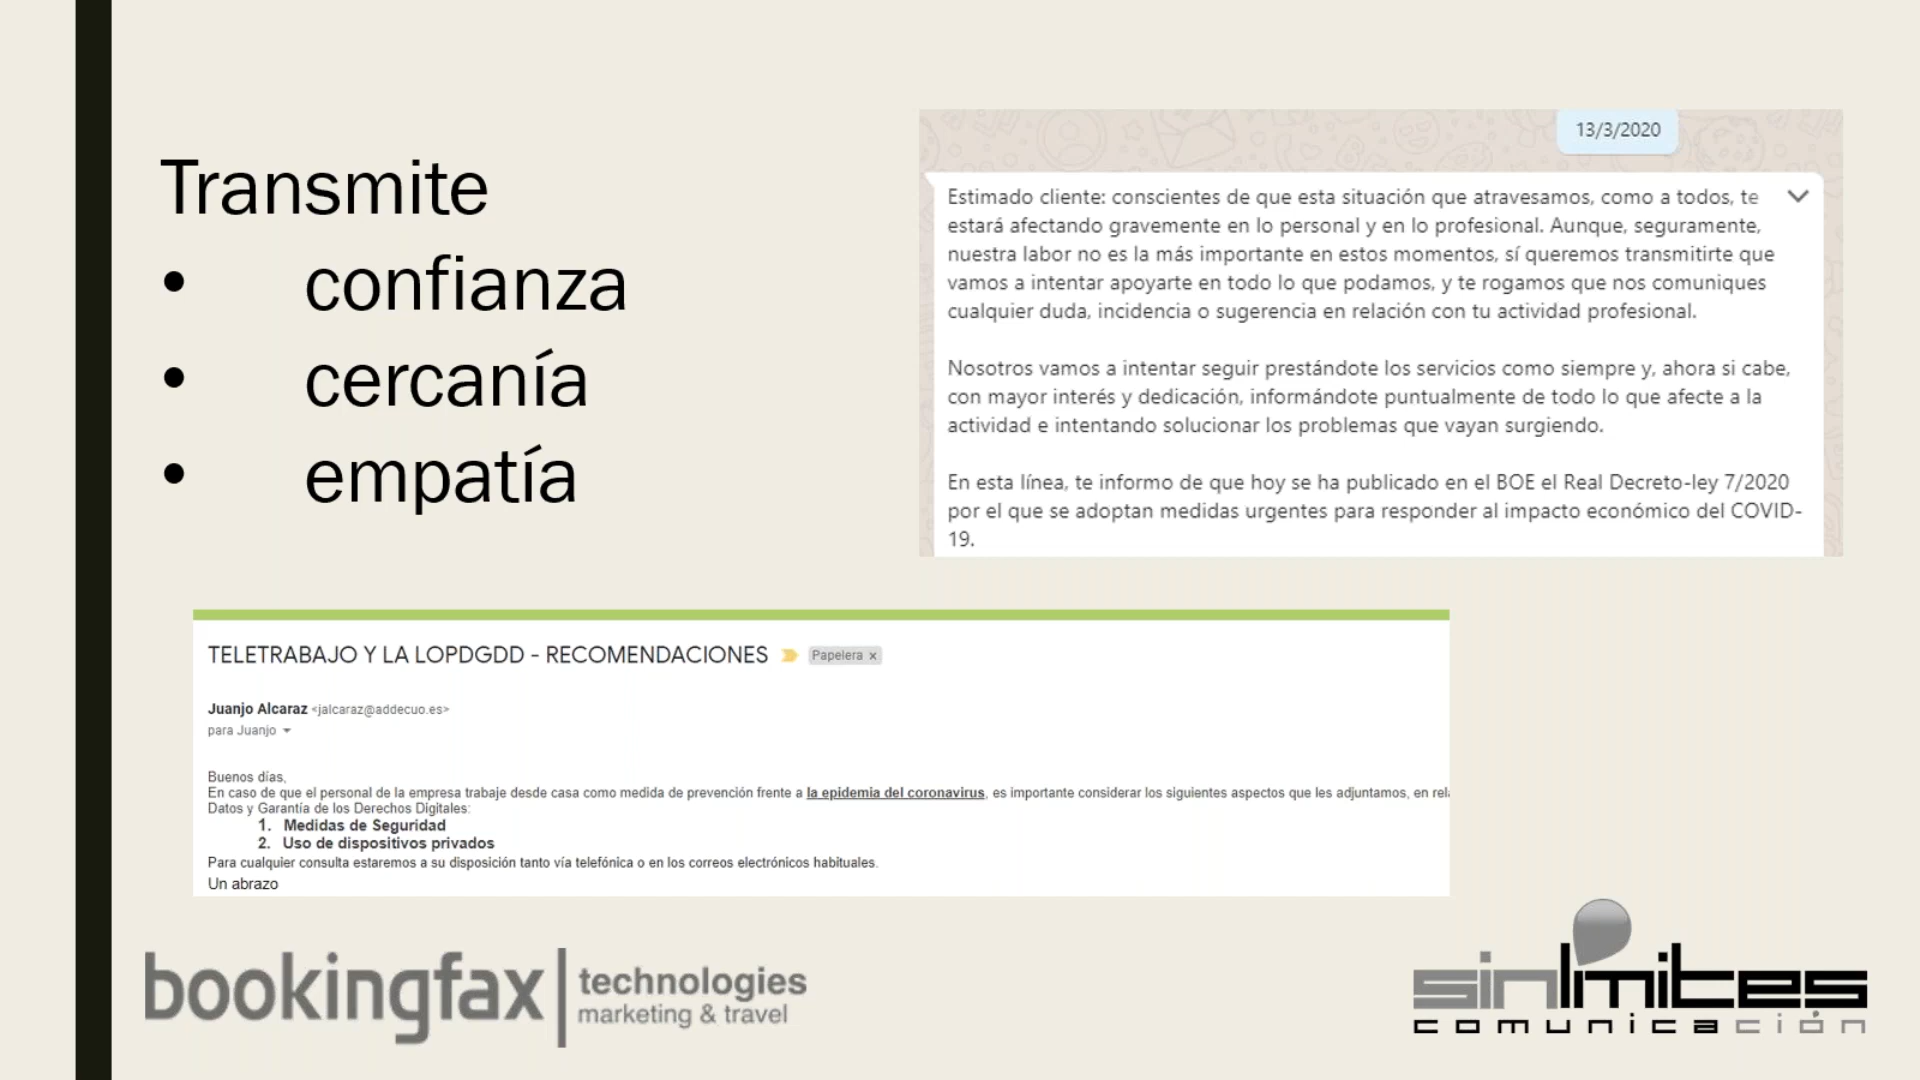 Transmite
• confianza
• cercanía
• empatía
13/3/2020
Estimado cliente: conscientes de que esta situación que atravesamos, como a todos, te
estará afectando gravemente en lo personal y en lo profesional. Aunque, seguramente,
nuestra labor no es la más importante en estos momentos, sí queremos transmitirte que
vamos a intentar apoyarte en todo lo que podamos, y te rogamos que nos comuniques
cualquier duda, incidencia o sugerencia en relación con tu actividad profesional.
Nosotros vamos a intentar seguir prestándote los servicios como siempre y, ahora si cabe,
con mayor interés y dedicación, informándote puntualmente de todo lo que afecte a la
actividad e intentando solucionar los problemas que vayan surgiendo.
En esta línea, te informo de que hoy se ha publicado en el BOE el Real Decreto-ley 7/2020
por el que se adoptan medidas urgentes para responder al impacto económico del COVID-
19.
TELETRABAJO Y LA LOPDGDD - RECOMENDACIONES Papelera x
Juanjo Alcaraz <jalcaraz@addecuo.es>
para Juanjo
Buenos días,
En caso de que el personal de la empresa trabaje desde casa como medida de prevención frente a la epidemia del coronavirus, es importante considerar los siguientes aspectos que les adjuntamos, en rel
Datos y Garantía de los Derechos Digitales:
1. Medidas de Seguridad
2. Uso de dispositivos privados
Para cualquier consulta estaremos a su disposición tanto vía telefónica o en los correos electrónicos habituales.
Un abrazo
bookingfax technologies
marketing & travel
sinlímites
comunicación